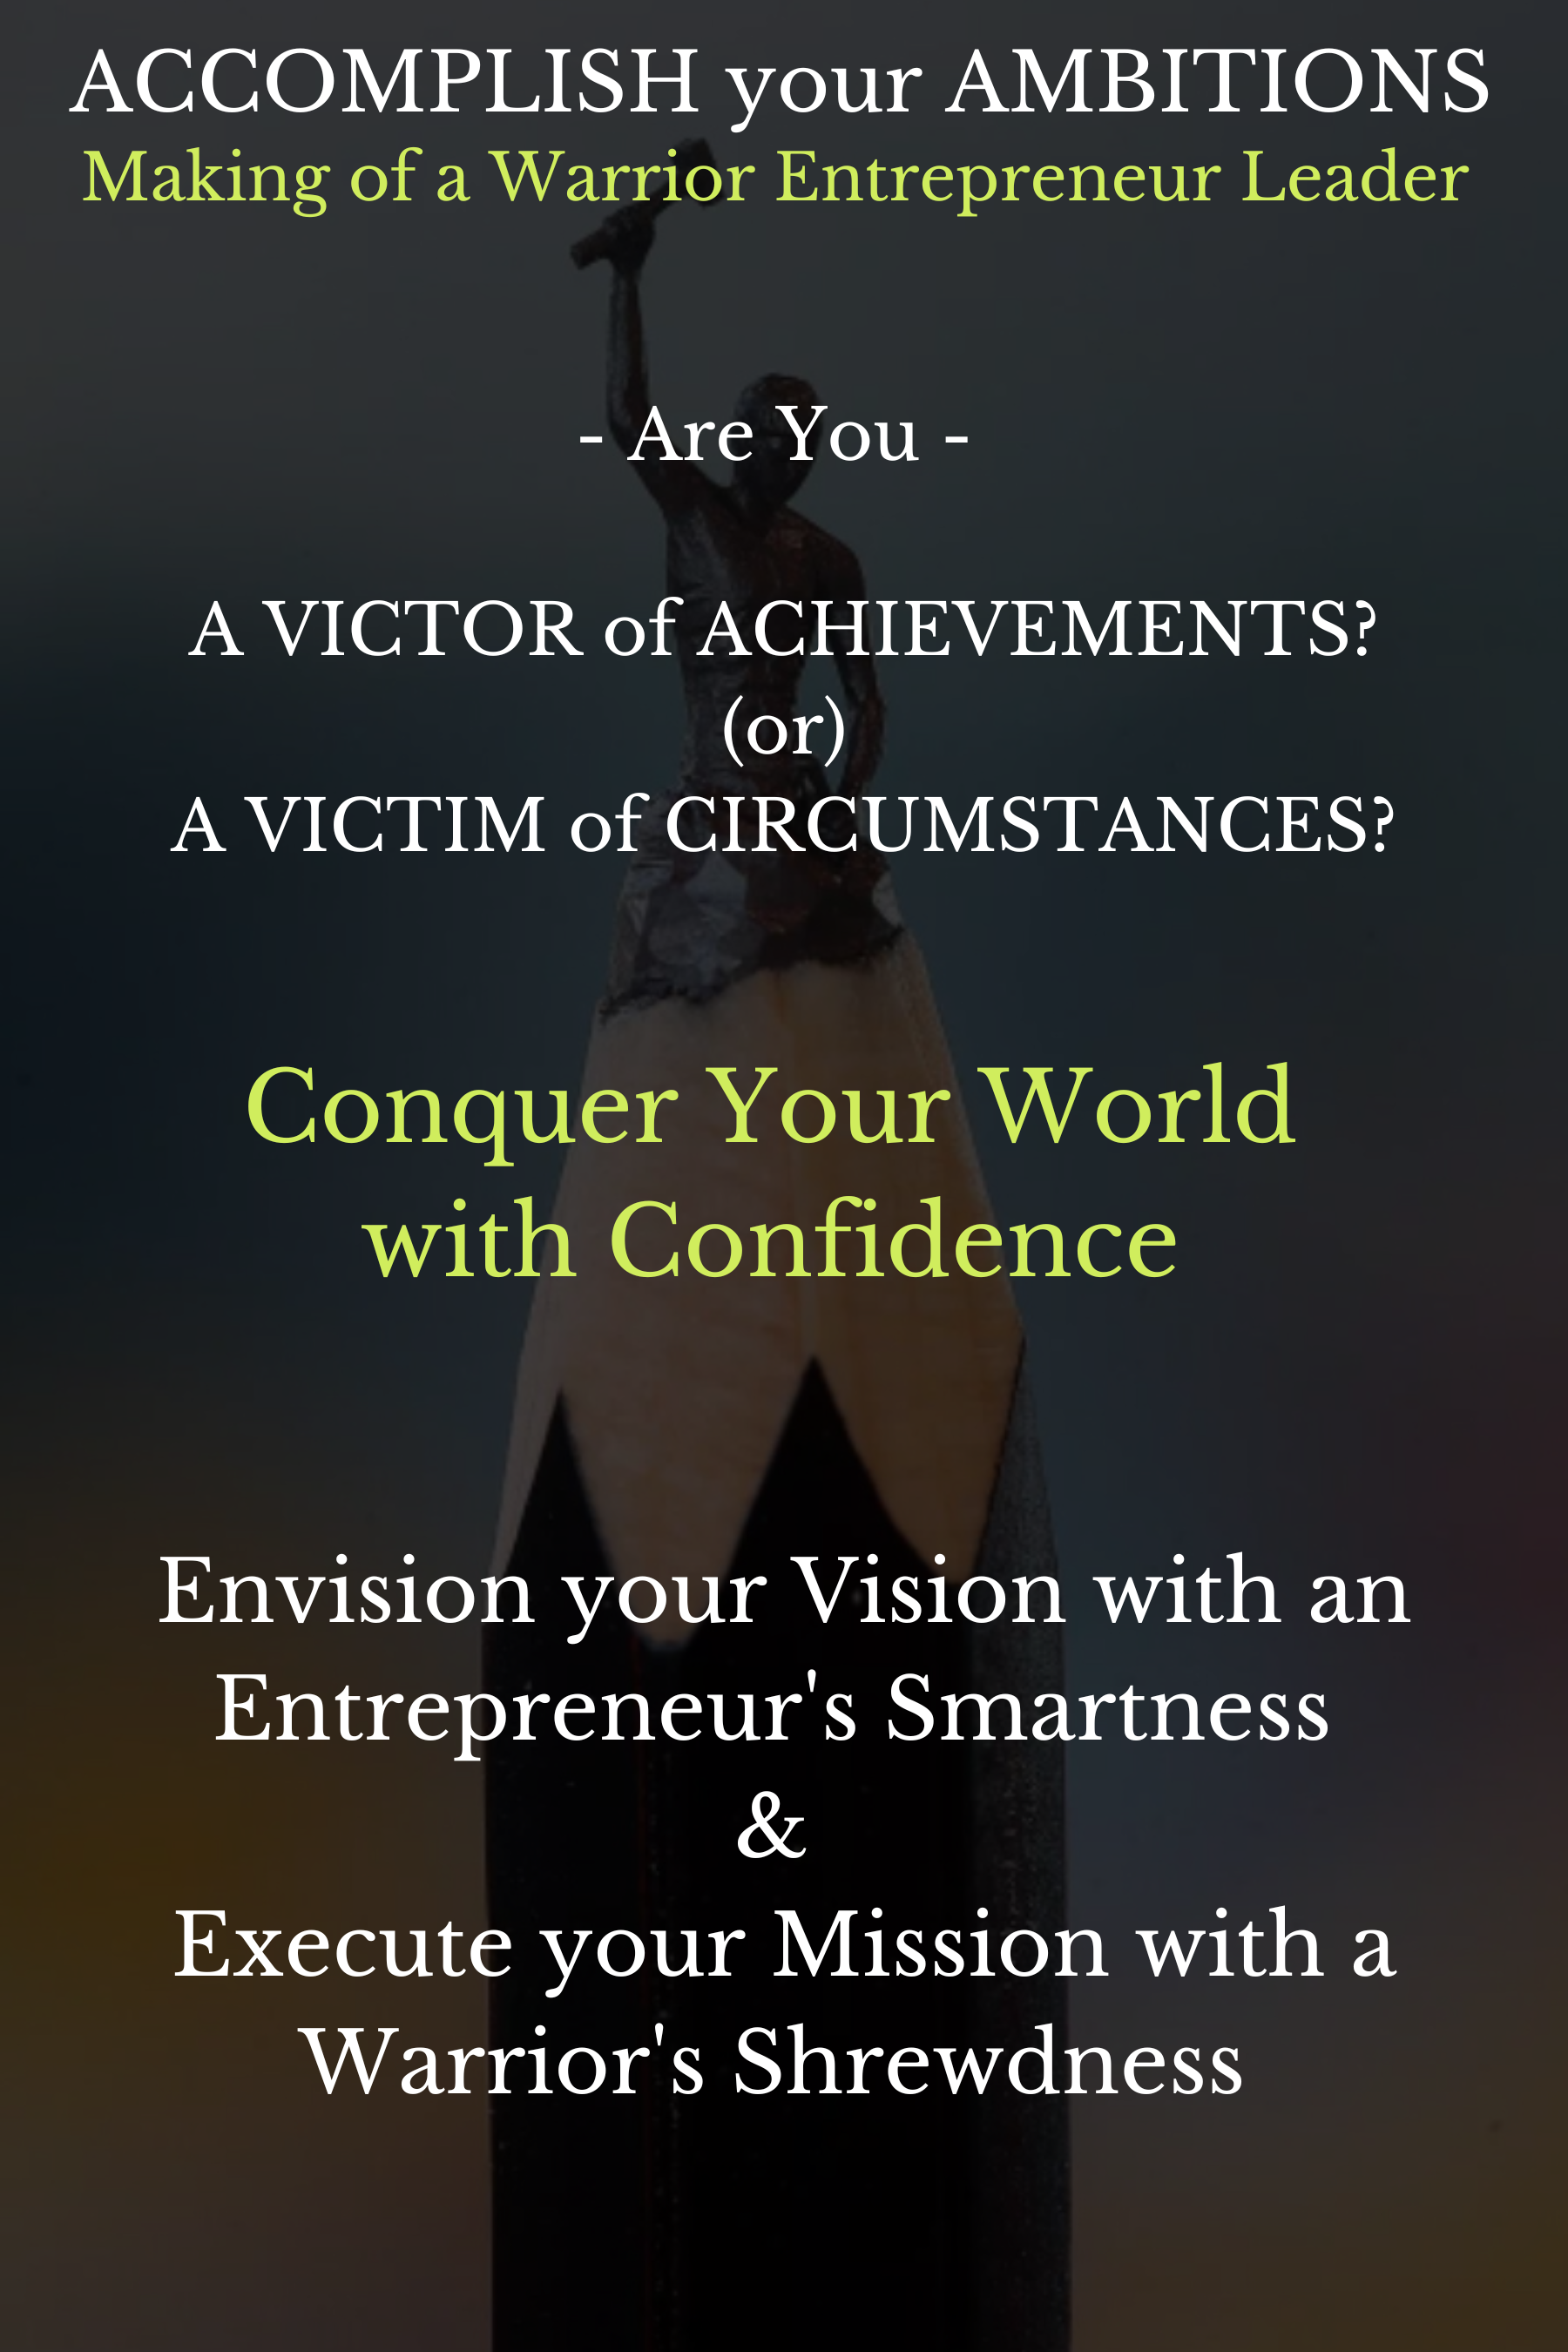 ACCOMPLISH your AMBITIONS
Making of a Warrior Entrepreneur Leader
- Are You -
A VICTOR of ACHIEVEMENTS?
(or)
A VICTIM of CIRCUMSTANCES?
Conquer Your World
with Confidence
Envision your Vision with an
Entrepreneur's Smartness
&
Execute your Mission with a
Warrior's Shrewdness